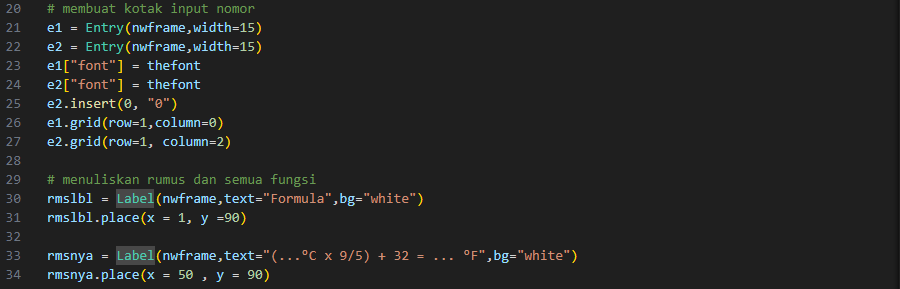 20 # membuat kotak input nomor
21 e1 = Entry(nwframe,width=15)
22 e2 = Entry(nwframe,width=15)
23 e1["font"] = thefont
24 e2["font"] = thefont
25 e2.insert(0, "0")
26 e1.grid(row=1,column=0)
27 e2.grid(row=1, column=2)
28
29 # menuliskan rumus dan semua fungsi
30 rmslbl = Label(nwframe,text="Formula",bg="white")
31 rmslbl.place(x = 1, y =90)
32
33 rmsnya = Label(nwframe,text="(...ºC x 9/5) + 32 = ... ºF",bg="white")
34 rmsnya.place(x = 50 , y = 90)